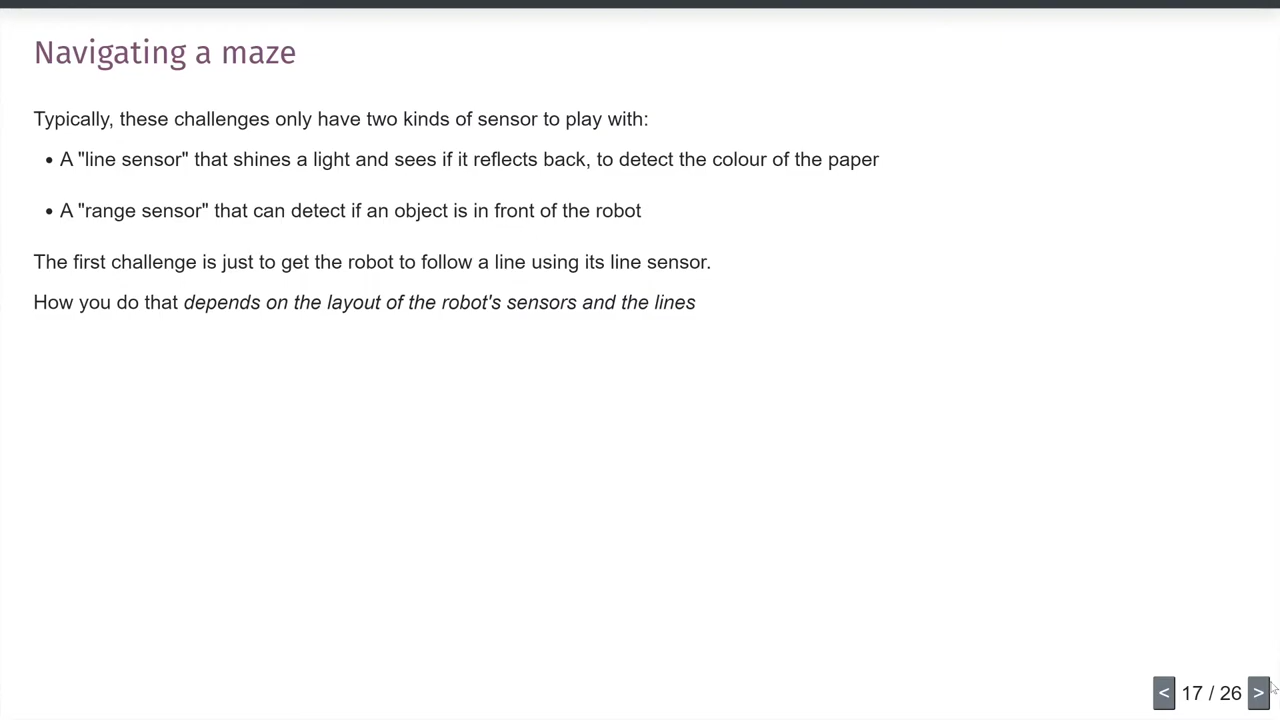 Navigating a maze
Typically, these challenges only have two kinds of sensor to play with:
• A "line sensor" that shines a light and sees if it reflects back, to detect the colour of the paper
• A "range sensor" that can detect if an object is in front of the robot
The first challenge is just to get the robot to follow a line using its line sensor.
How you do that depends on the layout of the robot's sensors and the lines
< 17 / 26 >